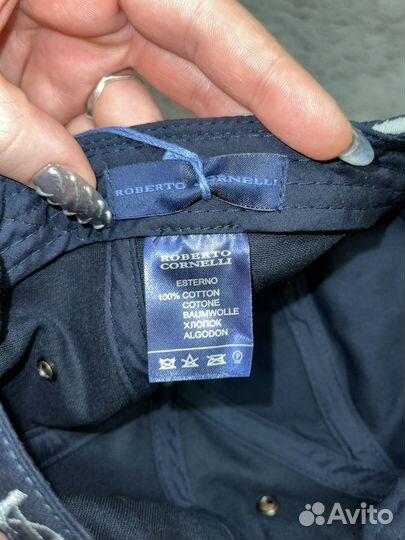 ROBERTO CORNELLI
ROBERTO
CORNELLI
ESTERNO
100% COTTON
COTONE
BAUMWOLLE
ХЛОПОК
ALGODON
P
Avito